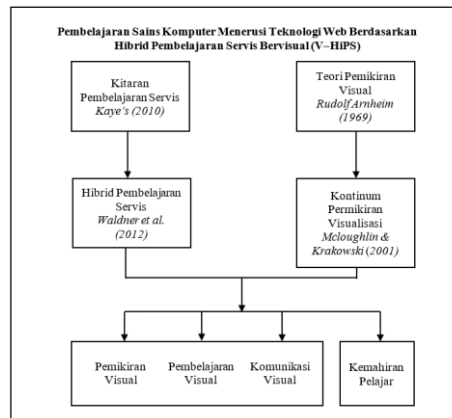 Pembelajaran Sains Komputer Menerusi Teknologi Web Berdasarkan
Hibrid Pembelajaran Servis Bervisual (V–HiPS)
Kitaran
Pembelajaran Servis
Kaye's (2010)
Teori Pemikiran
Visual
Rudolf Arnheim
(1969)
Hibrid Pembelajaran
Servis
Waldner et al.
(2012)
Kontinum
Permikiran
Visualisasi
Mcloughlin &
Krakowski (2001)
Pemikiran
Visual
Pembelajaran
Visual
Komunikasi
Visual
Kemahiran
Pelajar